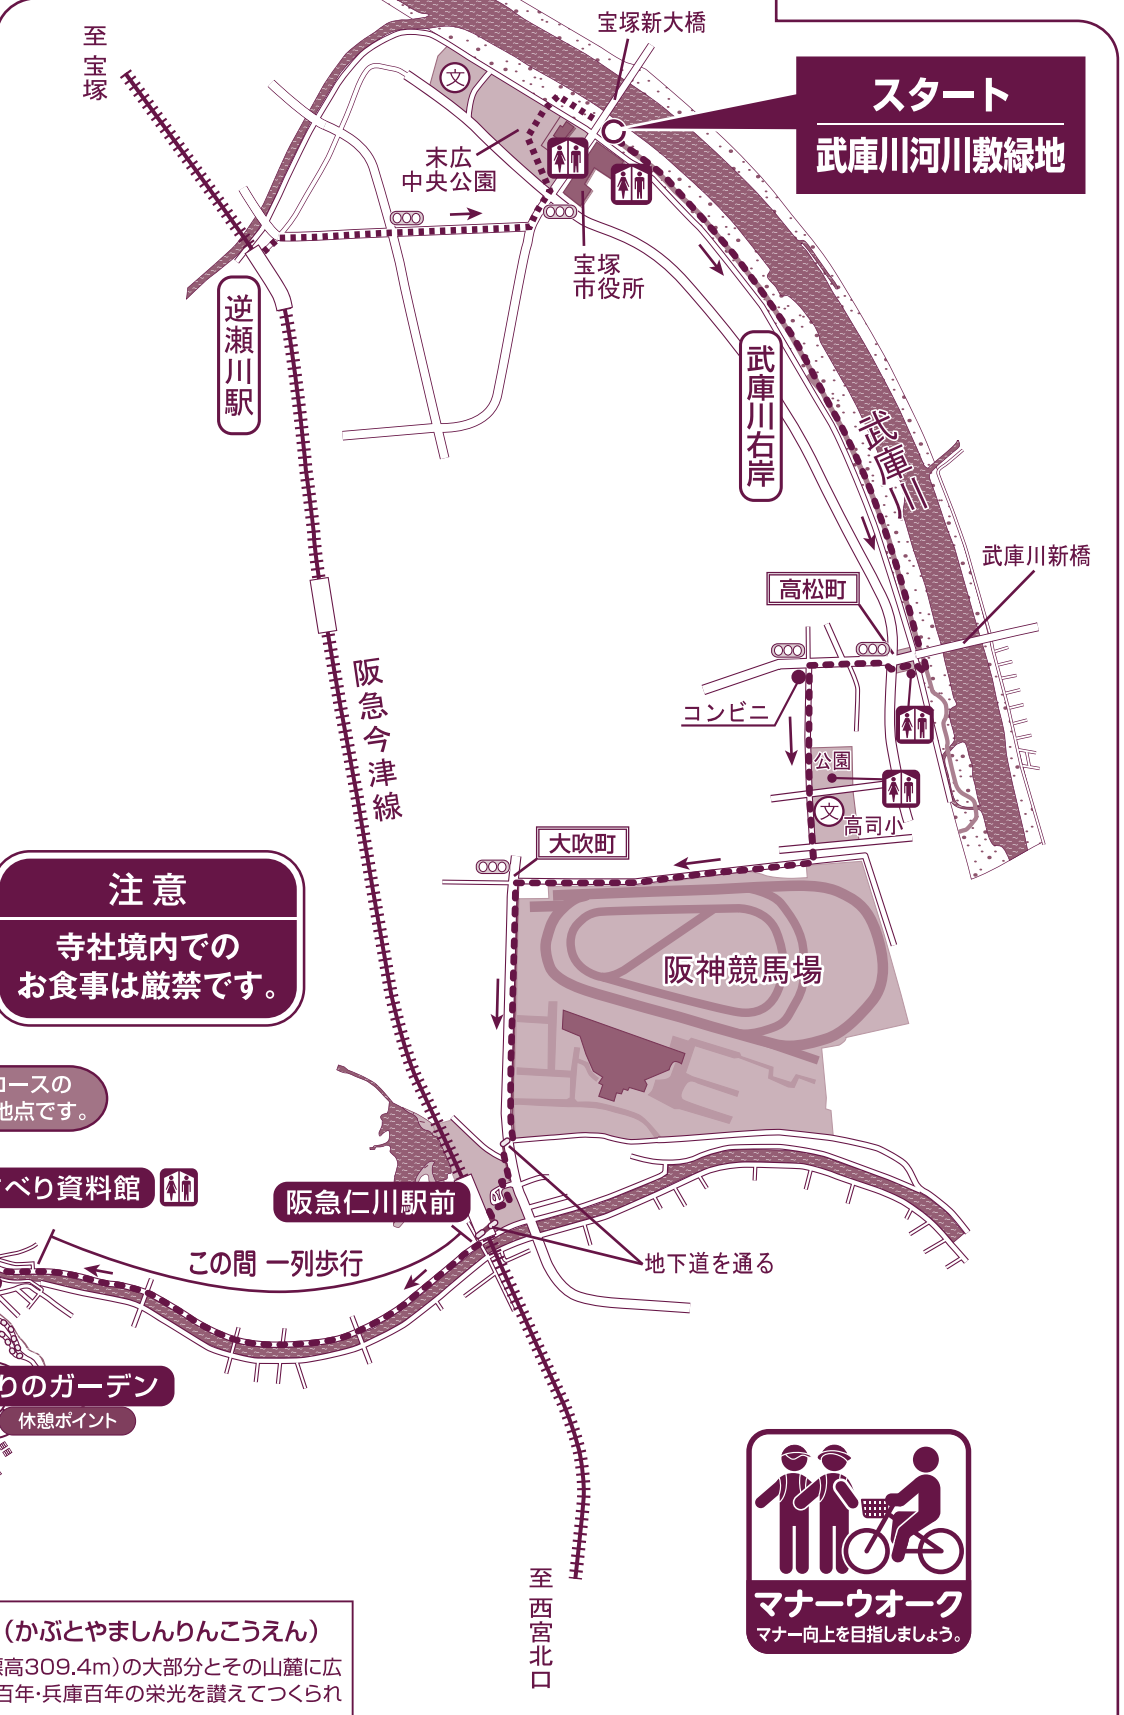 至宝塚
宝塚新大橋
スタート
武庫川河川敷緑地
文
末広
中央公園
宝塚
市役所
逆瀬川駅
武庫川右岸
武庫川
武庫川新橋
高松町
コンビニ
阪急今津線
公園
文
高司小
大吹町
注意
寺社境内での
お食事は厳禁です。
阪神競馬場
コースの
地点です。
べり資料館
阪急仁川駅前
この間 一列歩行
地下道を通る
りのガーデン
休憩ポイント
至西宮北口
マナーウオーク
マナー向上を目指しましょう。
(かぶとやましんりんこうえん)
標高309.4m)の大部分とその山麓に広
百年・兵庫百年の栄光を讃えてつくられ